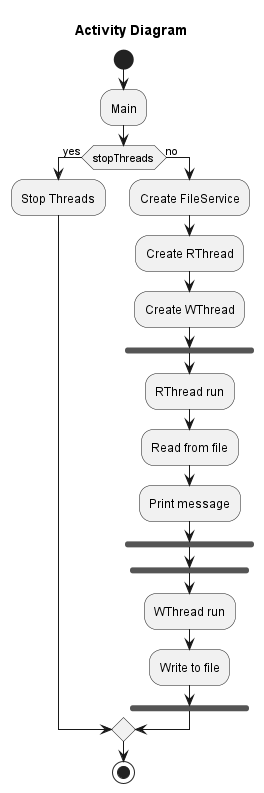 Activity Diagram
Main
yes
stopThreads
no
Stop Threads
Create FileService
Create RThread
Create WThread
RThread run
Read from file
Print message
WThread run
Write to file